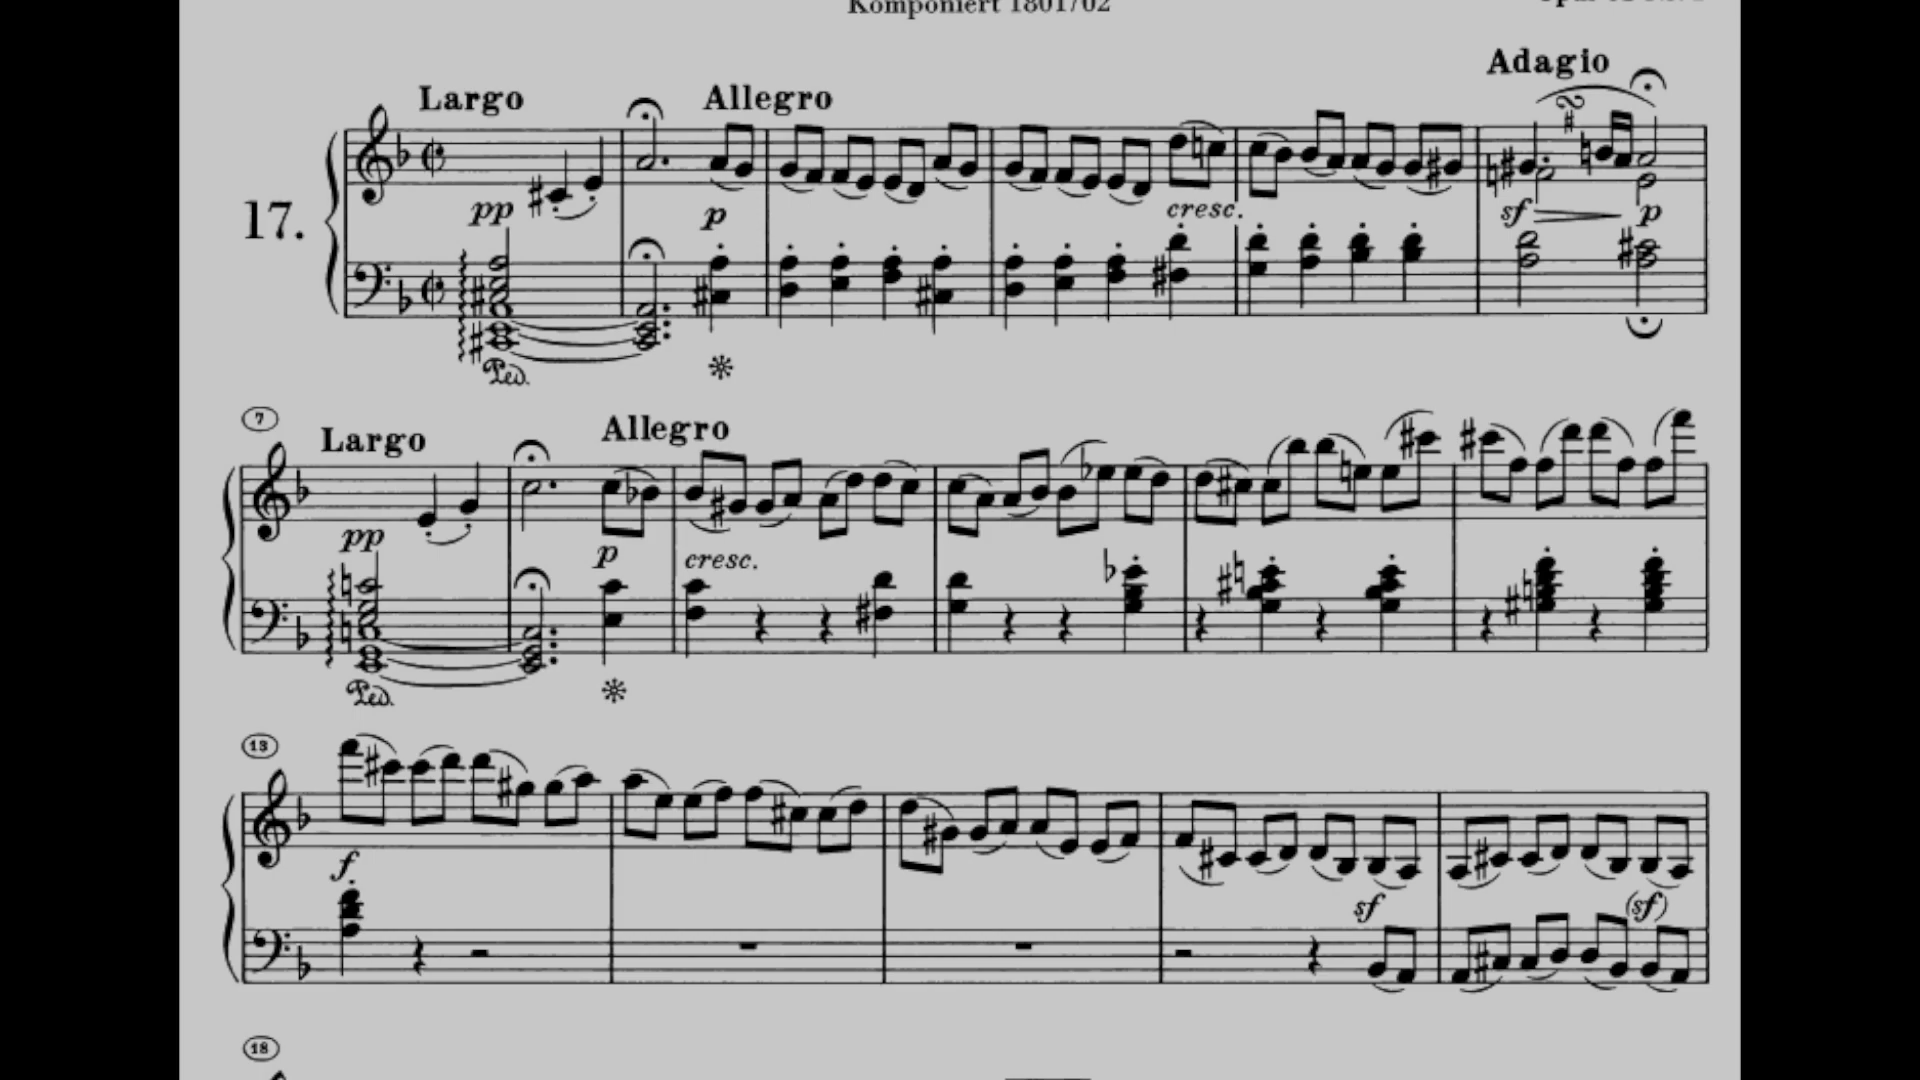 Komponiert 1801/02
Adagio
Largo Allegro
17.
pp p cresc. sf p
Ped.
7
Largo Allegro
pp p cresc.
Ped.
13
f sf (sf)
18